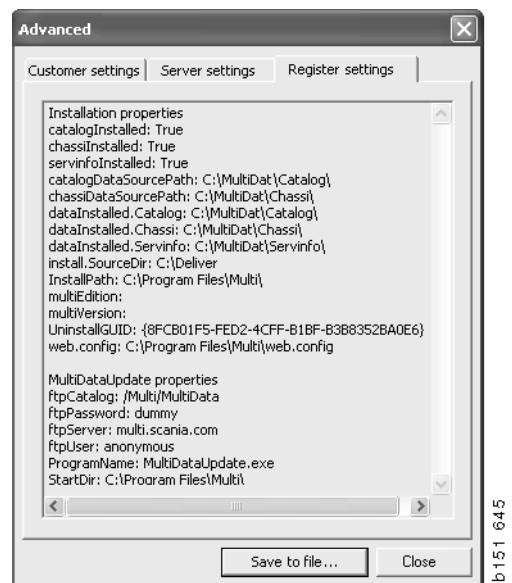 Advanced
Customer settings
Server settings
Register settings
Installation properties
catalogInstalled: True
chassiInstalled: True
servinfoInstalled: True
catalogDataSourcePath: C:\MultiDat\Catalog\
chassiDataSourcePath: C:\MultiDat\Chassi\
dataInstalled.Catalog: C:\MultiDat\Catalog\
dataInstalled.Chassi: C:\MultiDat\Chassi\
dataInstalled.Servinfo: C:\MultiDat\Servinfo\
install.SourceDir: C:\Deliver
InstallPath: C:\Program Files\Multi\
multiEdition:
multiVersion:
UninstallGUID: {8FCB01F5-FED2-4CFF-B1BF-B3B8352BA0E6}
web.config: C:\Program Files\Multi\web.config
MultiDataUpdate properties
ftpCatalog: /Multi/MultiData
ftpPassword: dummy
ftpServer: multi.scania.com
ftpUser: anonymous
ProgramName: MultiDataUpdate.exe
StartDir: C:\Program Files\Multi\
Save to file...
Close
b151 645